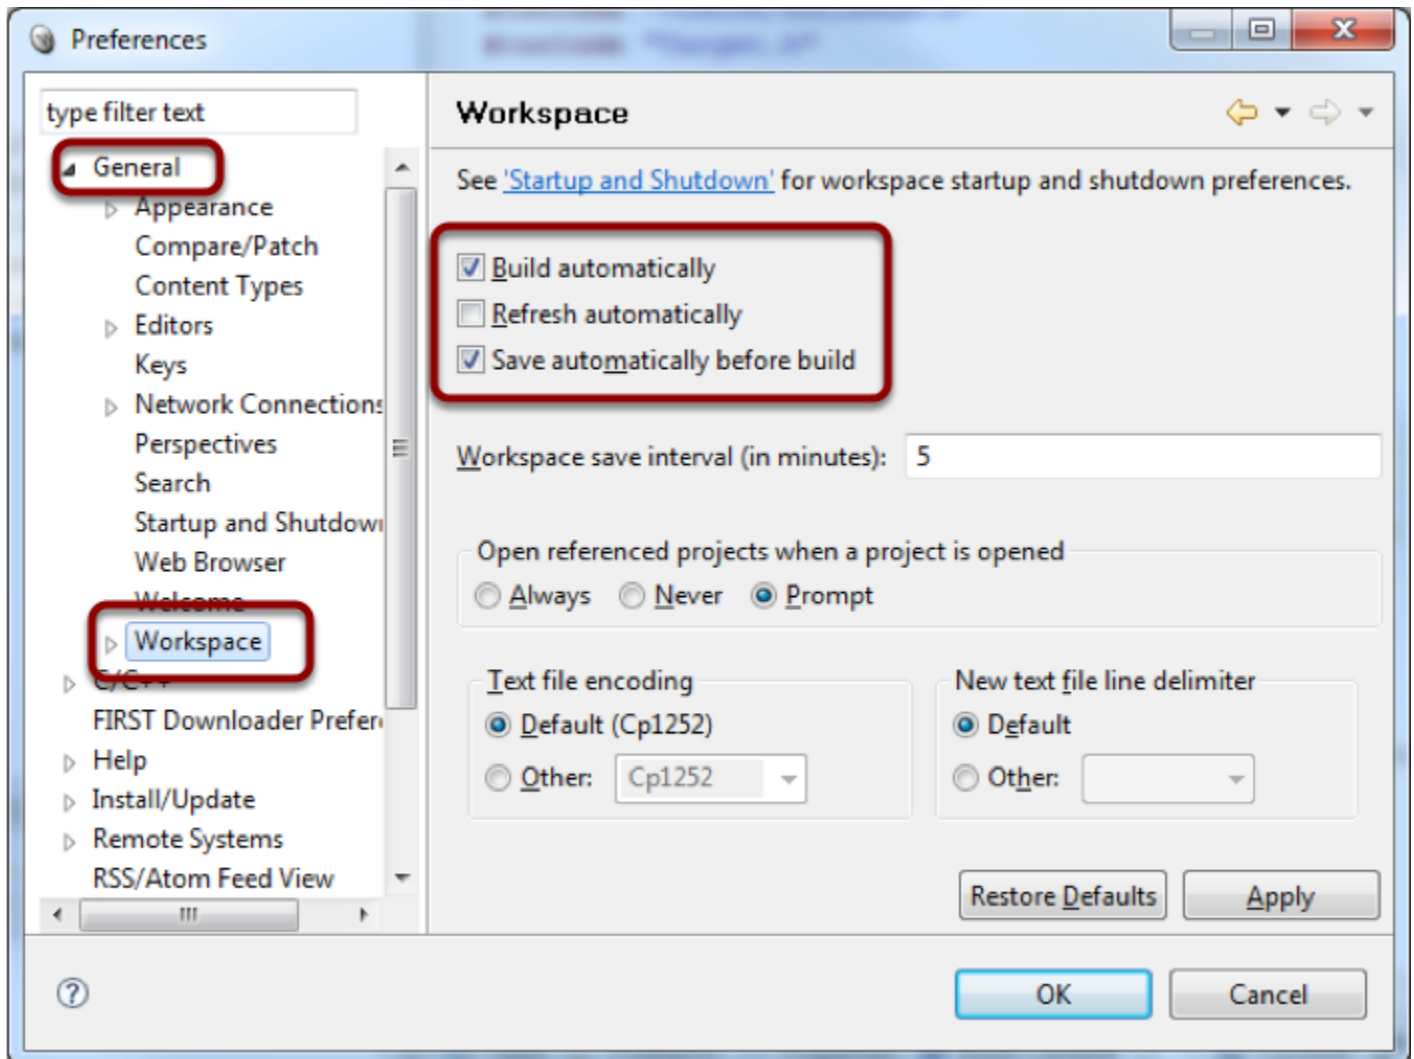 Preferences
type filter text
General
Appearance
Compare/Patch
Content Types
Editors
Keys
Network Connections
Perspectives
Search
Startup and Shutdow
Web Browser
Welcome
Workspace
C/C++
FIRST Downloader Prefer
Help
Install/Update
Remote Systems
RSS/Atom Feed View
Workspace
See 'Startup and Shutdown' for workspace startup and shutdown preferences.
Build automatically
Refresh automatically
Save automatically before build
Workspace save interval (in minutes): 5
Open referenced projects when a project is opened
Always Never Prompt
Text file encoding
Default (Cp1252)
Other: Cp1252
New text file line delimiter
Default
Other:
Restore Defaults Apply
? OK Cancel